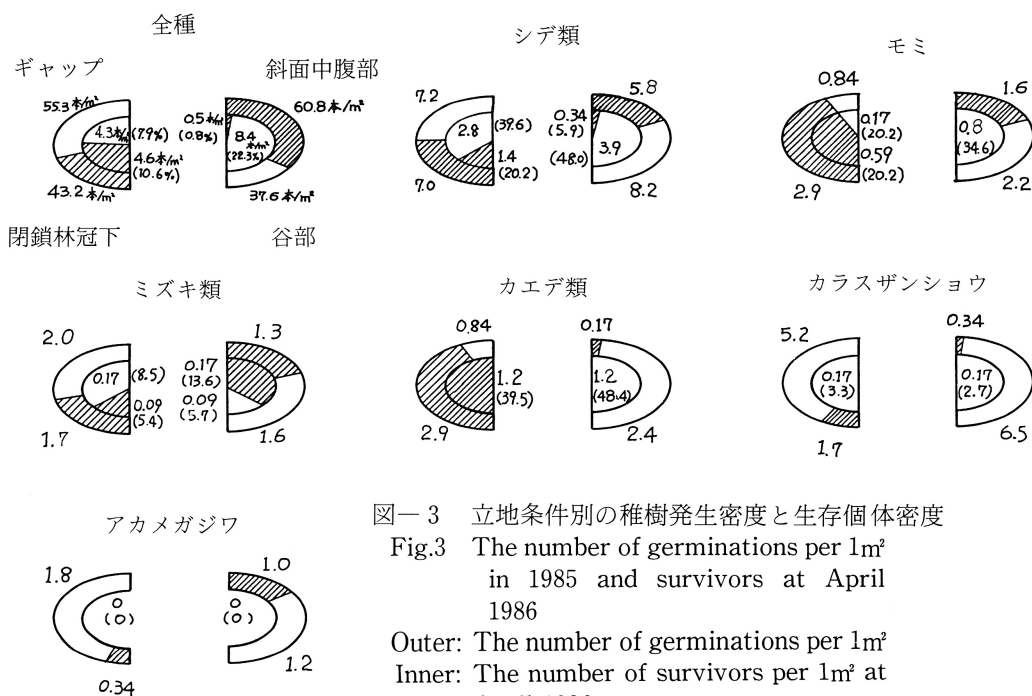 全種
ギャップ 斜面中腹部
55.3本/m² 0.5本/m² (0.8%) 60.8本/m²
4.3本/m² (7.9%) 8.4本/m² (22.3%)
4.6本/m² (10.6%)
43.2本/m² 37.6本/m²
閉鎖林冠下 谷部
シデ類
7.2 5.8
2.8 (39.6) 0.34 (5.9)
1.4 (20.2) 3.9 (48.0)
7.0 8.2
モミ
0.84 1.6
0.17 (20.2) 0.8 (34.6)
0.59 (20.2)
2.9 2.2
ミズキ類
2.0 1.3
0.17 (8.5) 0.17 (13.6)
0.09 (5.4) 0.09 (5.7)
1.7 1.6
カエデ類
0.84 0.17
1.2 (39.5) 1.2 (48.4)
2.9 2.4
カラスザンショウ
5.2 0.34
0.17 (3.3) 0.17 (2.7)
1.7 6.5
アカメガジワ
1.8 1.0
0 (0) 0 (0)
0.34 1.2
図―3 立地条件別の稚樹発生密度と生存個体密度
Fig.3 The number of germinations per 1m²
in 1985 and survivors at April
1986
Outer: The number of germinations per 1m²
Inner: The number of survivors per 1m² at